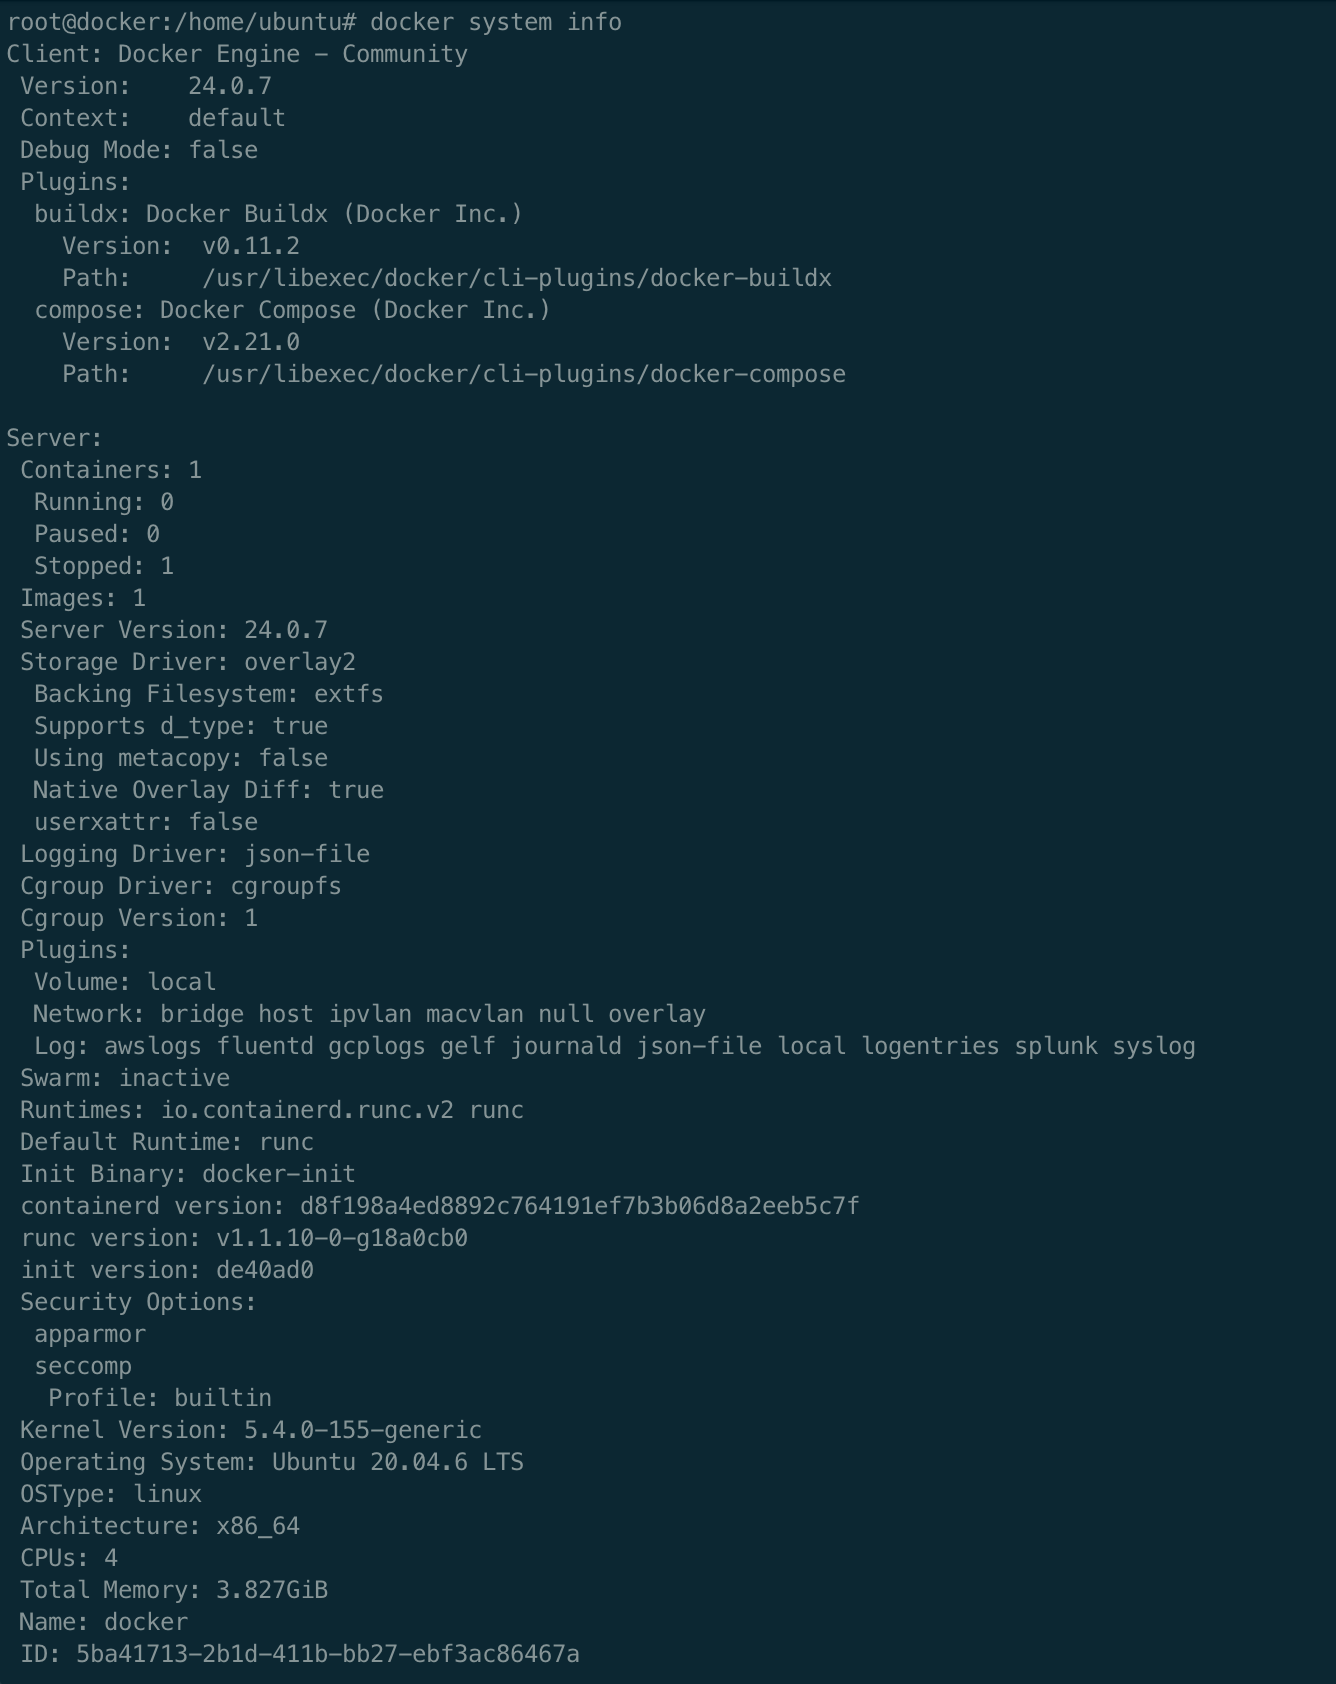 root@docker:/home/ubuntu# docker system info
Client: Docker Engine – Community
 Version:    24.0.7
 Context:    default
 Debug Mode: false
 Plugins:
  buildx: Docker Buildx (Docker Inc.)
    Version:  v0.11.2
    Path:     /usr/libexec/docker/cli-plugins/docker-buildx
  compose: Docker Compose (Docker Inc.)
    Version:  v2.21.0
    Path:     /usr/libexec/docker/cli-plugins/docker-compose

Server:
 Containers: 1
  Running: 0
  Paused: 0
  Stopped: 1
 Images: 1
 Server Version: 24.0.7
 Storage Driver: overlay2
  Backing Filesystem: extfs
  Supports d_type: true
  Using metacopy: false
  Native Overlay Diff: true
  userxattr: false
 Logging Driver: json-file
 Cgroup Driver: cgroupfs
 Cgroup Version: 1
 Plugins:
  Volume: local
  Network: bridge host ipvlan macvlan null overlay
  Log: awslogs fluentd gcplogs gelf journald json-file local logentries splunk syslog
 Swarm: inactive
 Runtimes: io.containerd.runc.v2 runc
 Default Runtime: runc
 Init Binary: docker-init
 containerd version: d8f198a4ed8892c764191ef7b3b06d8a2eeb5c7f
 runc version: v1.1.10-0-g18a0cb0
 init version: de40ad0
 Security Options:
  apparmor
  seccomp
   Profile: builtin
 Kernel Version: 5.4.0-155-generic
 Operating System: Ubuntu 20.04.6 LTS
 OSType: linux
 Architecture: x86_64
 CPUs: 4
 Total Memory: 3.827GiB
 Name: docker
 ID: 5ba41713-2b1d-411b-bb27-ebf3ac86467a